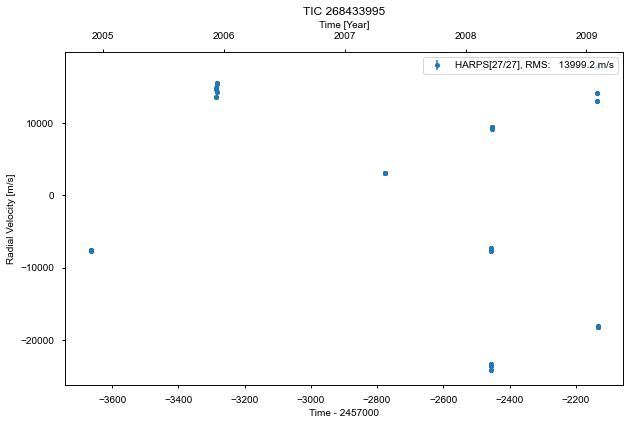 TIC 268433995
Time [Year]
2005 2006 2007 2008 2009
HARPS[27/27], RMS: 13999.2 m/s
10000
0
−10000
−20000
Radial Velocity [m/s]
−3600 −3400 −3200 −3000 −2800 −2600 −2400 −2200
Time - 2457000